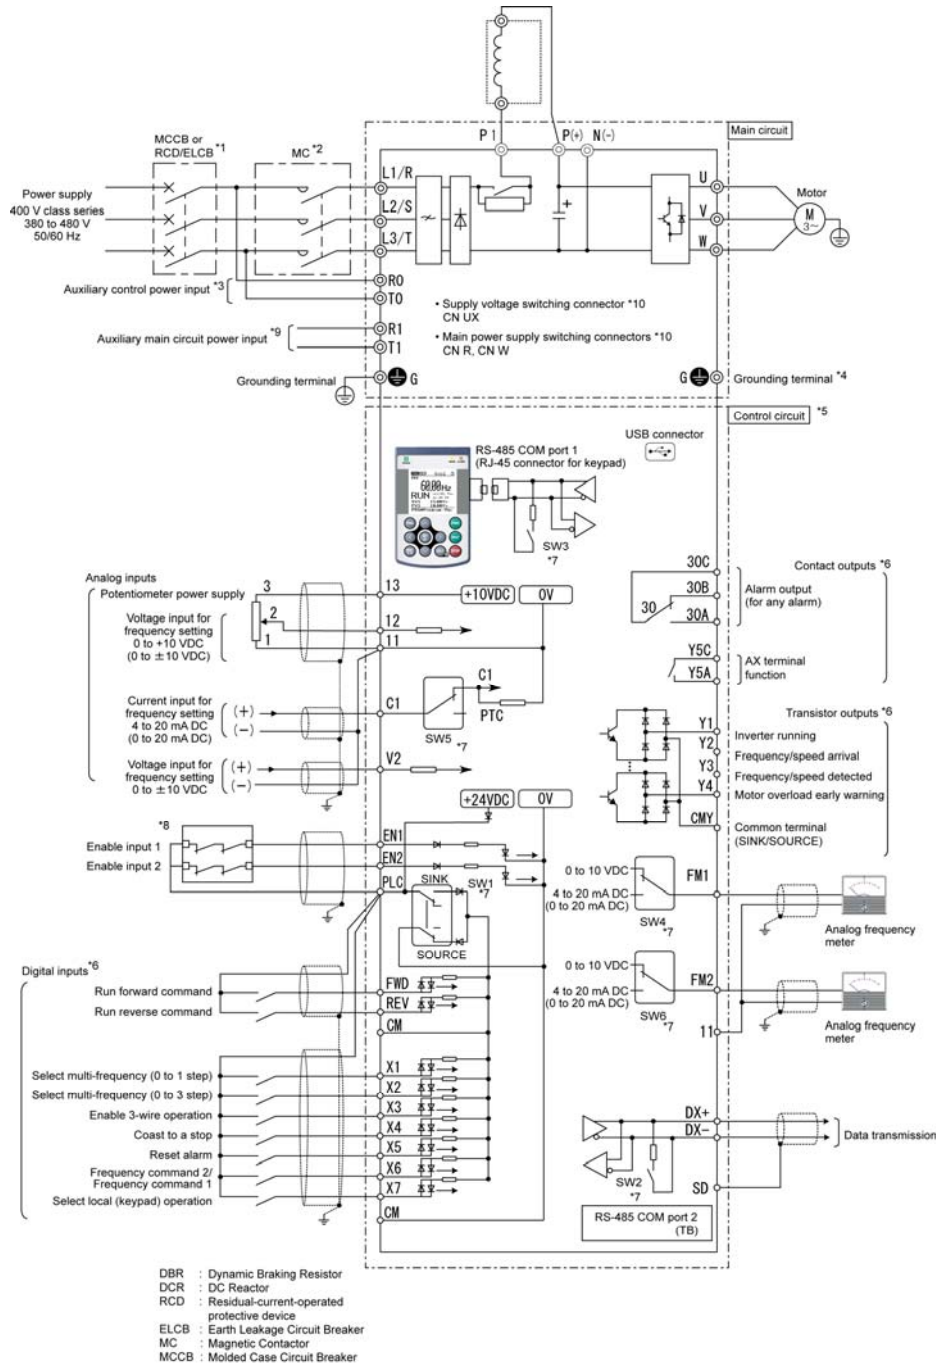 P1
P(+)
N(-)
Main circuit
MCCB or
RCD/ELCB *1
MC *2
Power supply
400 V class series
380 to 480 V
50/60 Hz
L1/R
L2/S
L3/T
+
U
V
W
Motor
M
3~
Auxiliary control power input *3
R0
T0
Auxiliary main circuit power input *9
R1
T1
• Supply voltage switching connector *10
CN UX
• Main power supply switching connectors *10
CN R, CN W
Grounding terminal
G
G
Grounding terminal *4
Control circuit *5
RS-485 COM port 1
(RJ-45 connector for keypad)
USB connector
SW3
*7
RUN
Analog inputs
Potentiometer power supply
Voltage input for
frequency setting
0 to +10 VDC
(0 to ±10 VDC)
3
2
1
13
12
11
+10VDC
0V
Current input for
frequency setting
4 to 20 mA DC
(0 to 20 mA DC)
(+)
(−)
C1
C1
PTC
SW5
*7
Voltage input for
frequency setting
0 to ±10 VDC
(+)
(−)
V2
+24VDC
0V
Contact outputs *6
30C
30B
30
30A
Alarm output
(for any alarm)
Y5C
Y5A
AX terminal
function
Transistor outputs *6
Y1
Inverter running
Y2
Frequency/speed arrival
Y3
Frequency/speed detected
Y4
Motor overload early warning
CMY
Common terminal
(SINK/SOURCE)
*8
Enable input 1
Enable input 2
EN1
EN2
PLC
SINK
SW1
*7
SOURCE
0 to 10 VDC
4 to 20 mA DC
(0 to 20 mA DC)
SW4
*7
FM1
Analog frequency
meter
0 to 10 VDC
4 to 20 mA DC
(0 to 20 mA DC)
SW6
*7
FM2
11
Analog frequency
meter
Digital inputs *6
Run forward command
Run reverse command
FWD
REV
CM
Select multi-frequency (0 to 1 step)
X1
Select multi-frequency (0 to 3 step)
X2
Enable 3-wire operation
X3
Coast to a stop
X4
Reset alarm
X5
Frequency command 2/
Frequency command 1
X6
Select local (keypad) operation
X7
CM
DX+
DX-
Data transmission
SW2
*7
SD
RS-485 COM port 2
(TB)
DBR : Dynamic Braking Resistor
DCR : DC Reactor
RCD : Residual-current-operated
protective device
ELCB : Earth Leakage Circuit Breaker
MC : Magnetic Contactor
MCCB : Molded Case Circuit Breaker